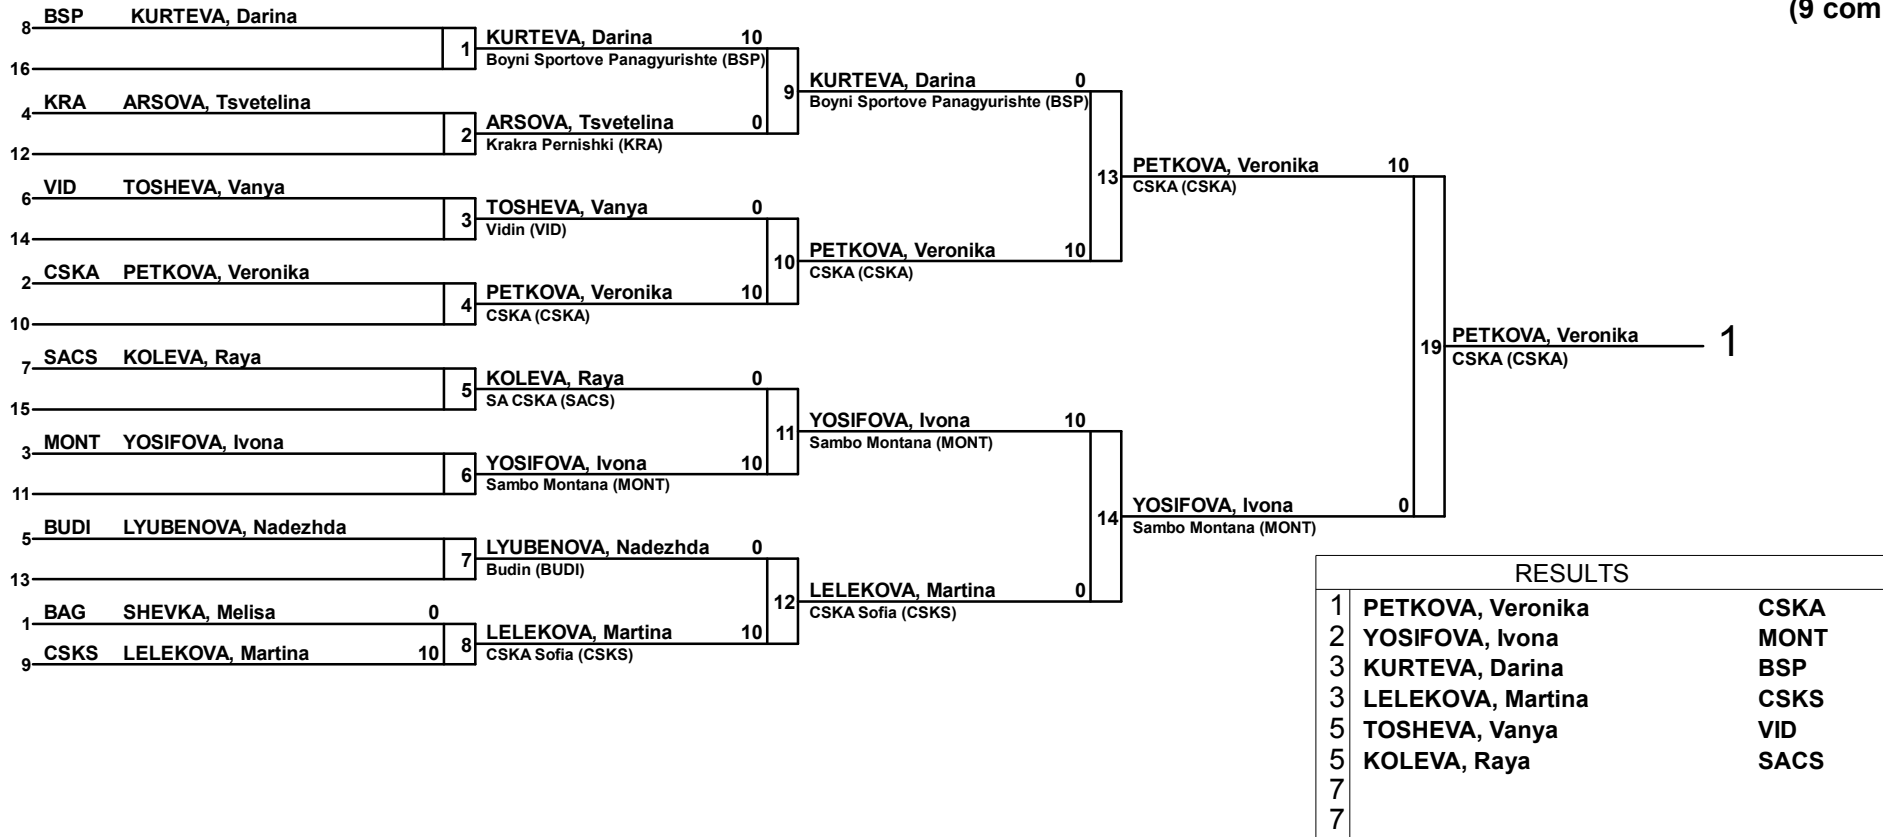 (9 com
8 BSP KURTEVA, Darina
16
1 KURTEVA, Darina 10
Boyni Sportove Panagyurishte (BSP)
4 KRA ARSOVA, Tsvetelina
12
2 ARSOVA, Tsvetelina 0
Krakra Pernishki (KRA)
9 KURTEVA, Darina 0
Boyni Sportove Panagyurishte (BSP)
6 VID TOSHEVA, Vanya
14
3 TOSHEVA, Vanya 0
Vidin (VID)
2 CSKA PETKOVA, Veronika
10
4 PETKOVA, Veronika 10
CSKA (CSKA)
10 PETKOVA, Veronika 10
CSKA (CSKA)
13 PETKOVA, Veronika 10
CSKA (CSKA)
7 SACS KOLEVA, Raya
15
5 KOLEVA, Raya 0
SA CSKA (SACS)
3 MONT YOSIFOVA, Ivona
11
6 YOSIFOVA, Ivona 10
Sambo Montana (MONT)
11 YOSIFOVA, Ivona 10
Sambo Montana (MONT)
5 BUDI LYUBENOVA, Nadezhda
13
7 LYUBENOVA, Nadezhda 0
Budin (BUDI)
1 BAG SHEVKA, Melisa 0
9 CSKS LELEKOVA, Martina 10
8 LELEKOVA, Martina 10
CSKA Sofia (CSKS)
12 LELEKOVA, Martina 0
CSKA Sofia (CSKS)
14 YOSIFOVA, Ivona 0
Sambo Montana (MONT)
19 PETKOVA, Veronika 1
CSKA (CSKA)
RESULTS
1 PETKOVA, Veronika CSKA
2 YOSIFOVA, Ivona MONT
3 KURTEVA, Darina BSP
3 LELEKOVA, Martina CSKS
5 TOSHEVA, Vanya VID
5 KOLEVA, Raya SACS
7
7